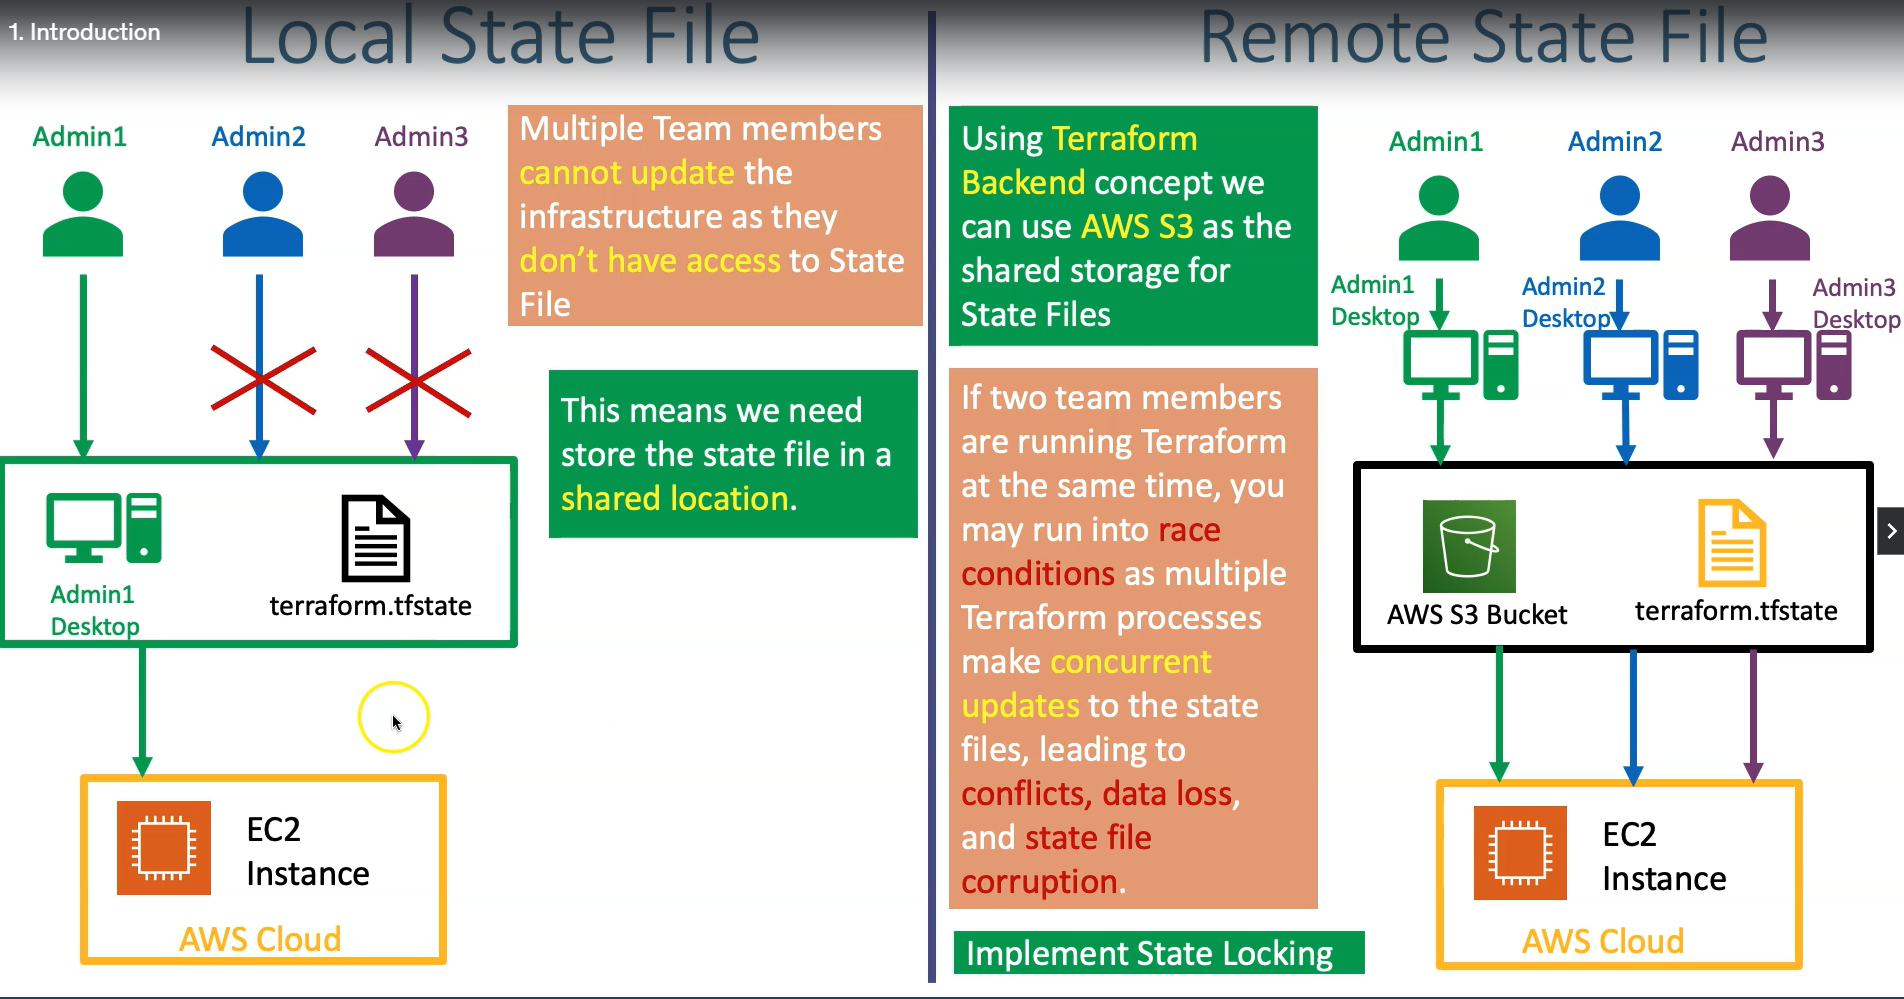 1. Introduction
Local State File
Admin1
Admin2
Admin3
Multiple Team members
cannot update the
infrastructure as they
don't have access to State
File
This means we need
store the state file in a
shared location.
Admin1
Desktop
terraform.tfstate
EC2
Instance
AWS Cloud
Remote State File
Using Terraform
Backend concept we
can use AWS S3 as the
shared storage for
State Files
If two team members
are running Terraform
at the same time, you
may run into race
conditions as multiple
Terraform processes
make concurrent
updates to the state
files, leading to
conflicts, data loss,
and state file
corruption.
Implement State Locking
Admin1
Admin2
Admin3
Admin1
Desktop
Admin2
Desktop
Admin3
Desktop
AWS S3 Bucket
terraform.tfstate
EC2
Instance
AWS Cloud